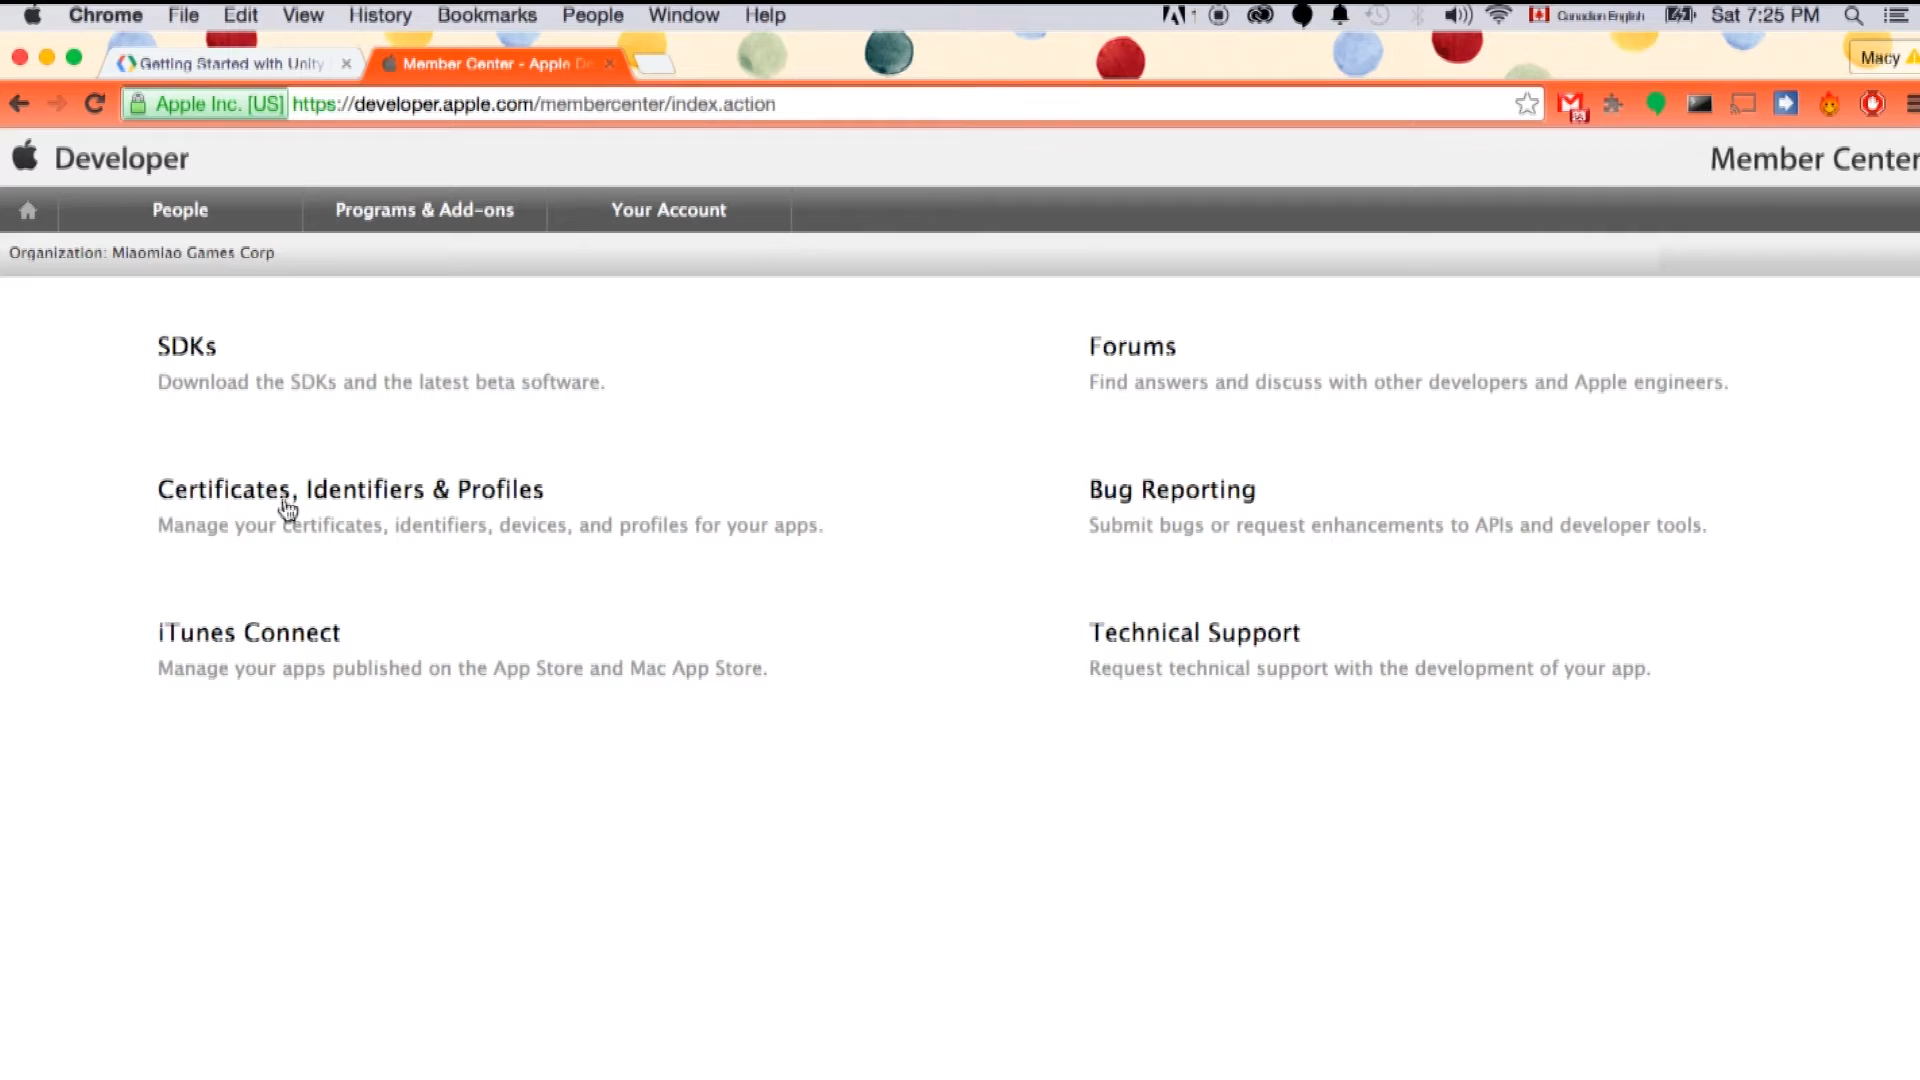 Chrome File Edit View History Bookmarks People Window Help 1 Canadian English Sat 7:25 PM
Getting Started with Unity Member Center - Apple De Macy
Apple Inc. [US] https://developer.apple.com/membercenter/index.action
Developer Member Center
People Programs & Add-ons Your Account
Organization: Miaomiao Games Corp
SDKs
Download the SDKs and the latest beta software.
Forums
Find answers and discuss with other developers and Apple engineers.
Certificates, Identifiers & Profiles
Manage your certificates, identifiers, devices, and profiles for your apps.
Bug Reporting
Submit bugs or request enhancements to APIs and developer tools.
iTunes Connect
Manage your apps published on the App Store and Mac App Store.
Technical Support
Request technical support with the development of your app.